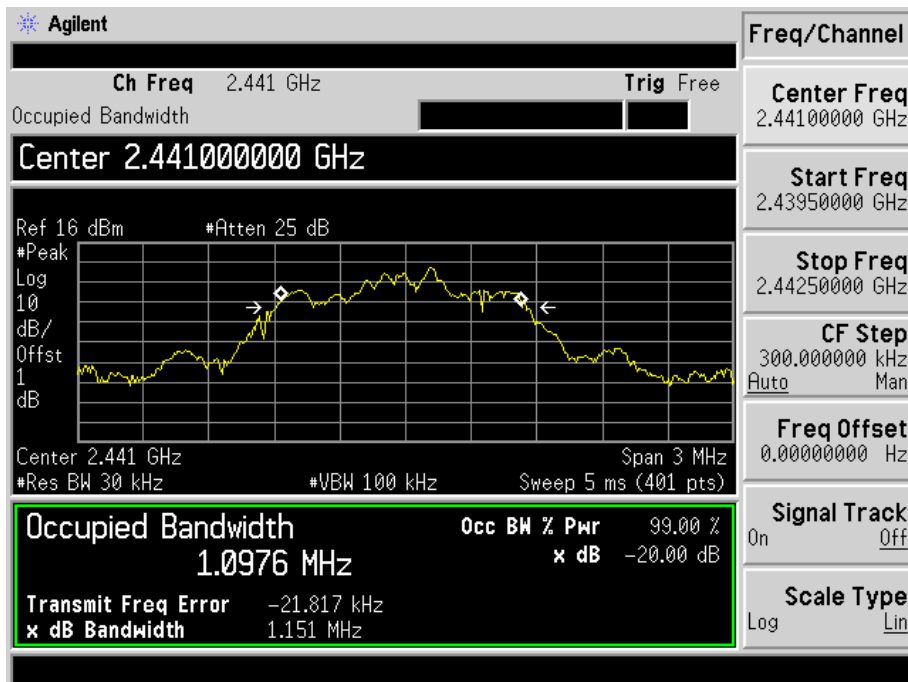 Agilent
Freq/Channel
Ch Freq 2.441 GHz Trig Free
Occupied Bandwidth
Center 2.441000000 GHz
Ref 16 dBm #Atten 25 dB
#Peak
Log
10
dB/
Offst
1
dB
Center 2.441 GHz Span 3 MHz
#Res BW 30 kHz #VBW 100 kHz Sweep 5 ms (401 pts)
Occupied Bandwidth Occ BW % Pwr 99.00 %
1.0976 MHz x dB -20.00 dB
Transmit Freq Error -21.817 kHz
x dB Bandwidth 1.151 MHz
Center Freq
2.44100000 GHz
Start Freq
2.43950000 GHz
Stop Freq
2.44250000 GHz
CF Step
300.000000 kHz
Auto Man
Freq Offset
0.00000000 Hz
Signal Track
On Off
Scale Type
Log Lin